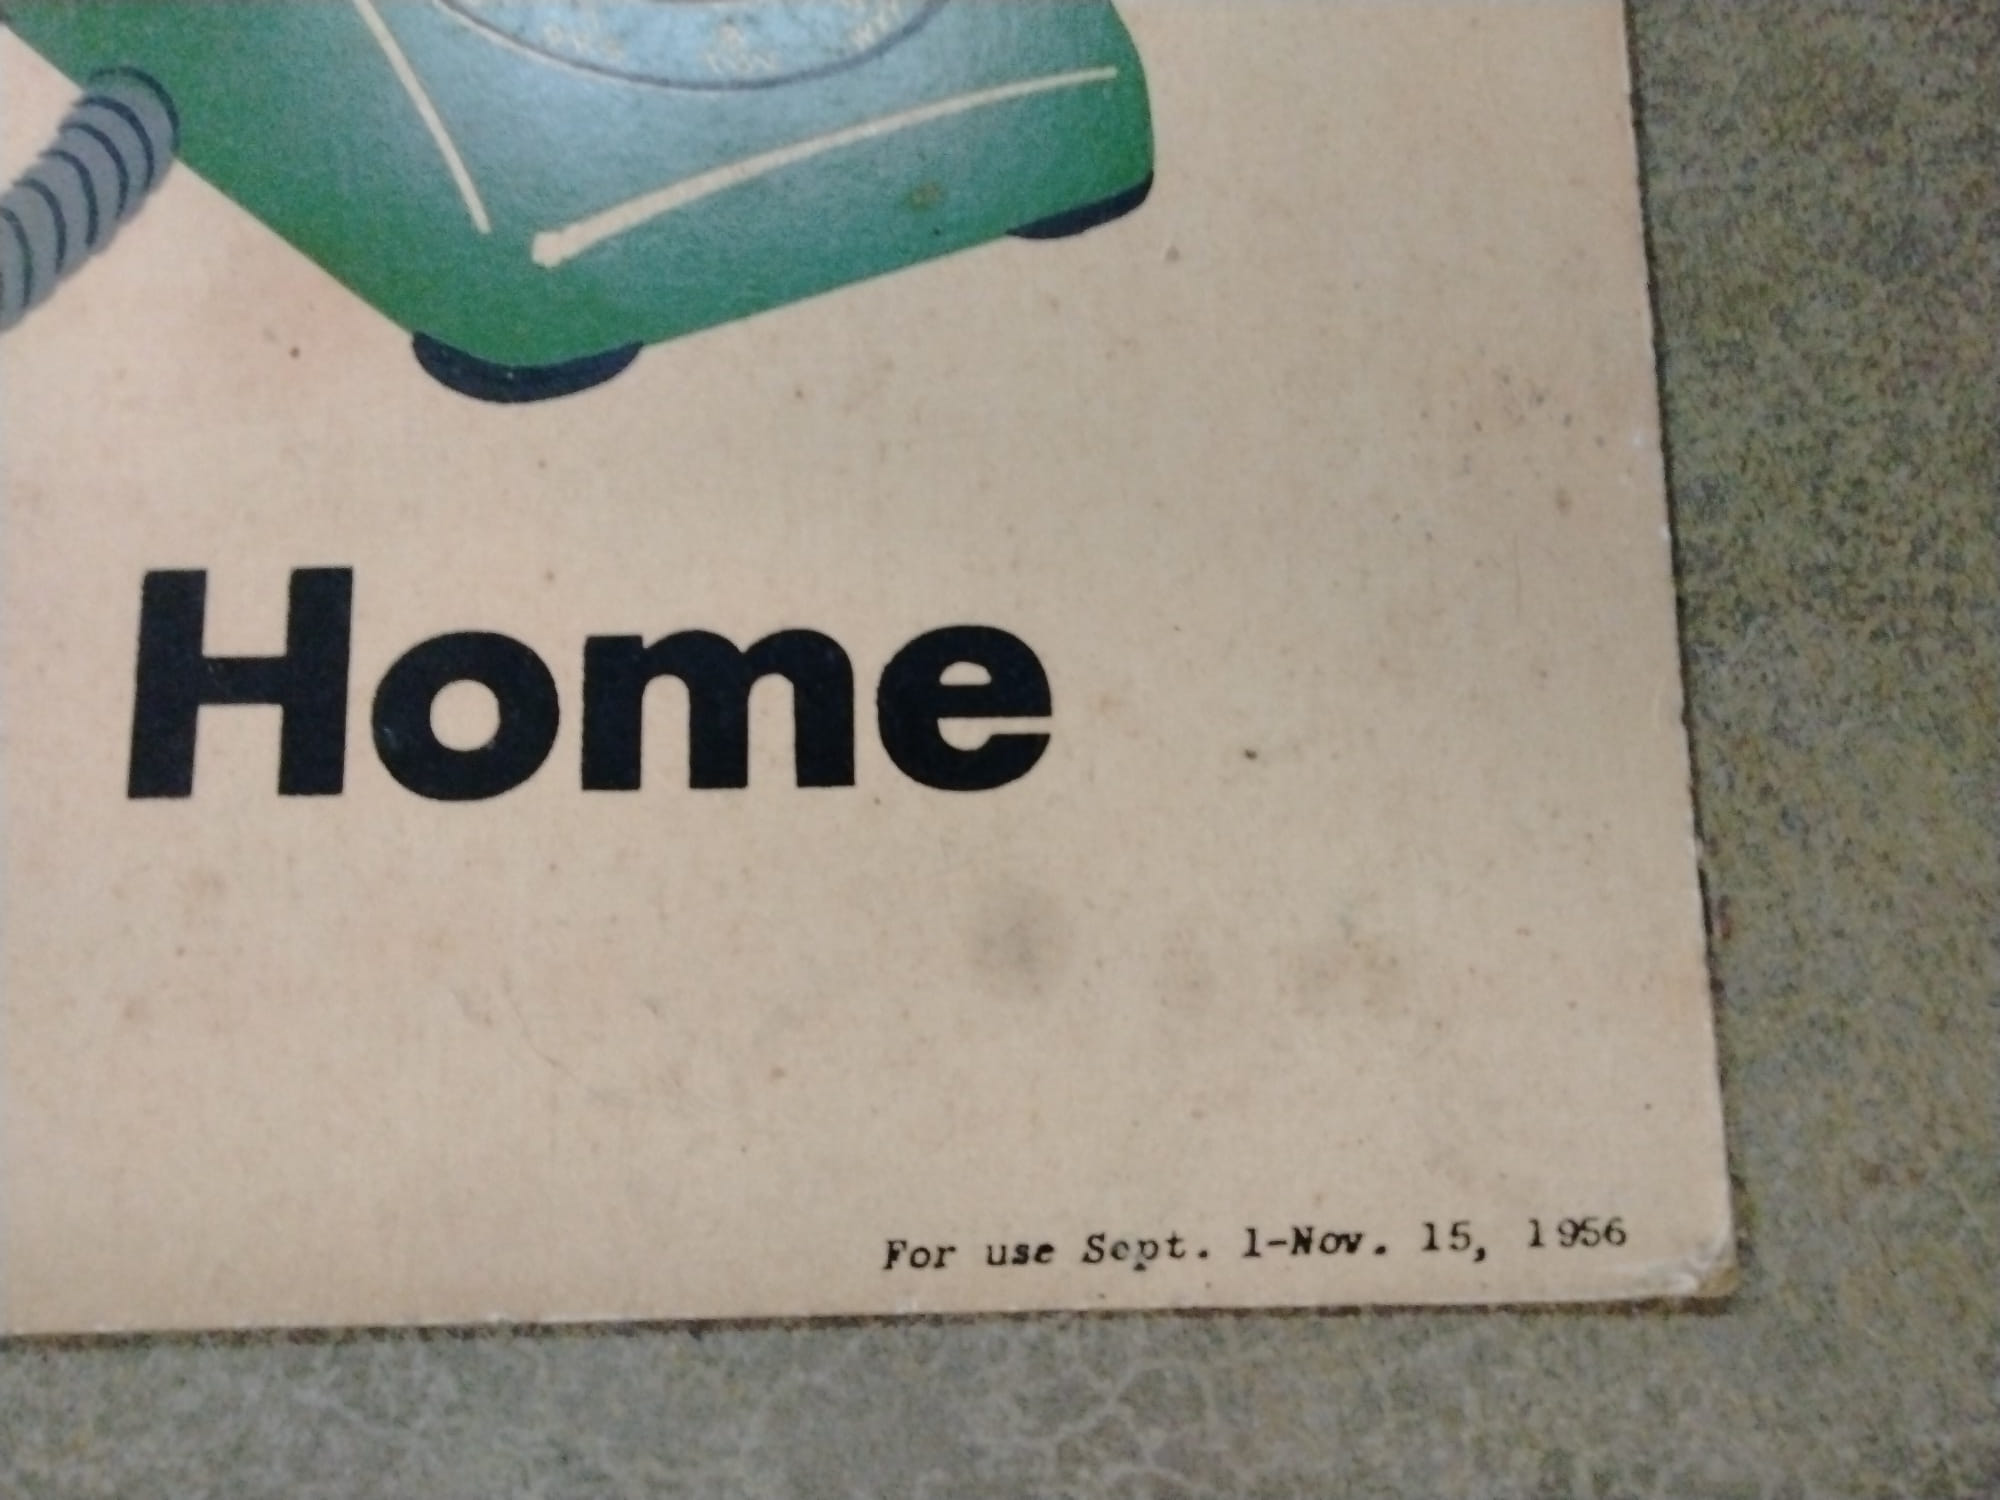 Home
For use Sept. 1-Nov. 15, 1956